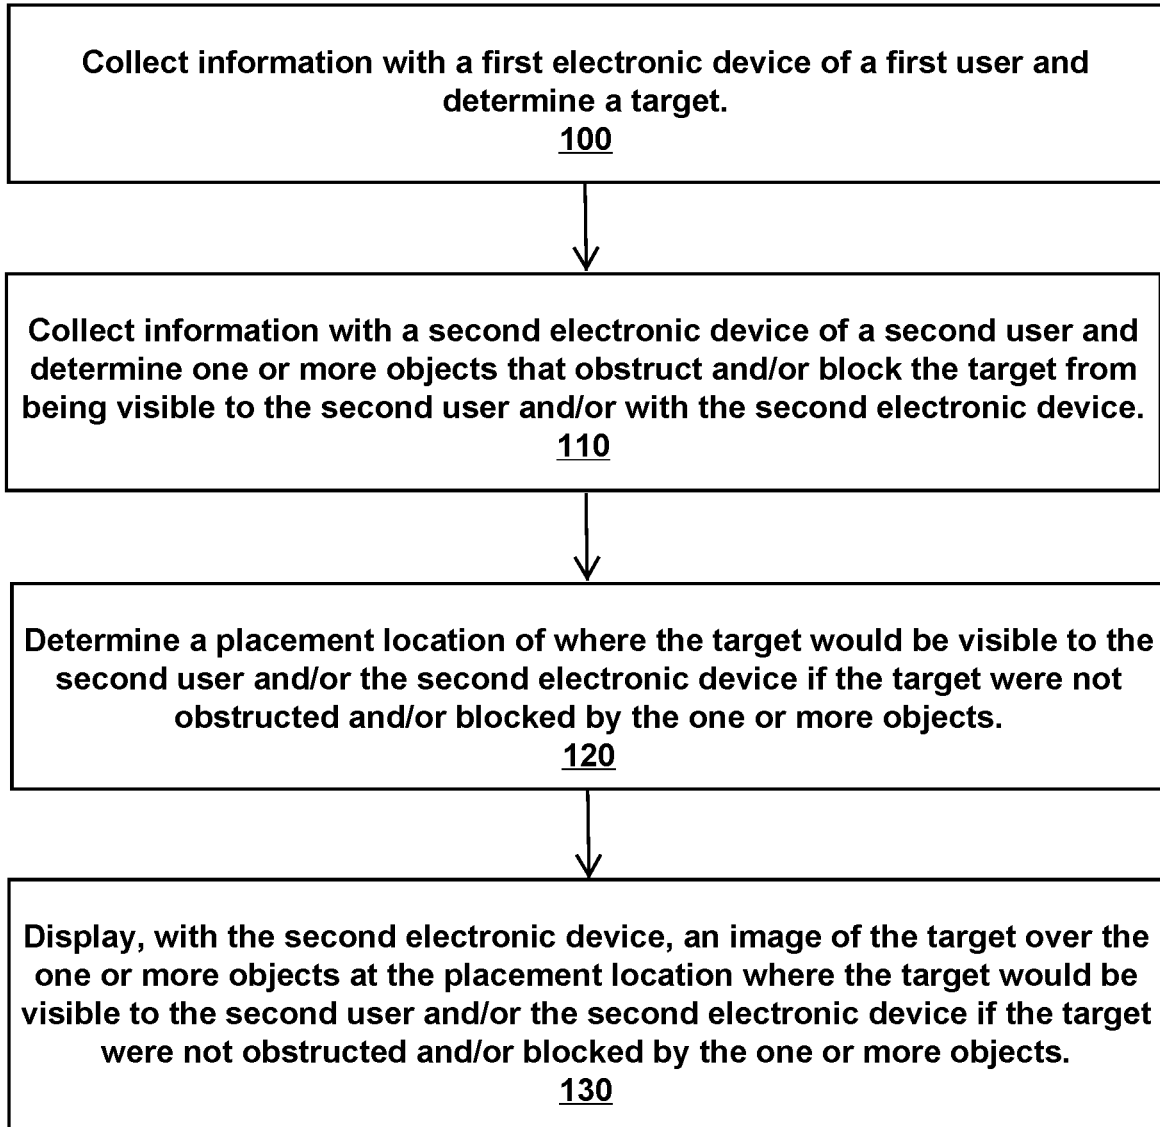 Collect information with a first electronic device of a first user and
determine a target.
100
Collect information with a second electronic device of a second user and
determine one or more objects that obstruct and/or block the target from
being visible to the second user and/or with the second electronic device.
110
Determine a placement location of where the target would be visible to the
second user and/or the second electronic device if the target were not
obstructed and/or blocked by the one or more objects.
120
Display, with the second electronic device, an image of the target over the
one or more objects at the placement location where the target would be
visible to the second user and/or the second electronic device if the target
were not obstructed and/or blocked by the one or more objects.
130